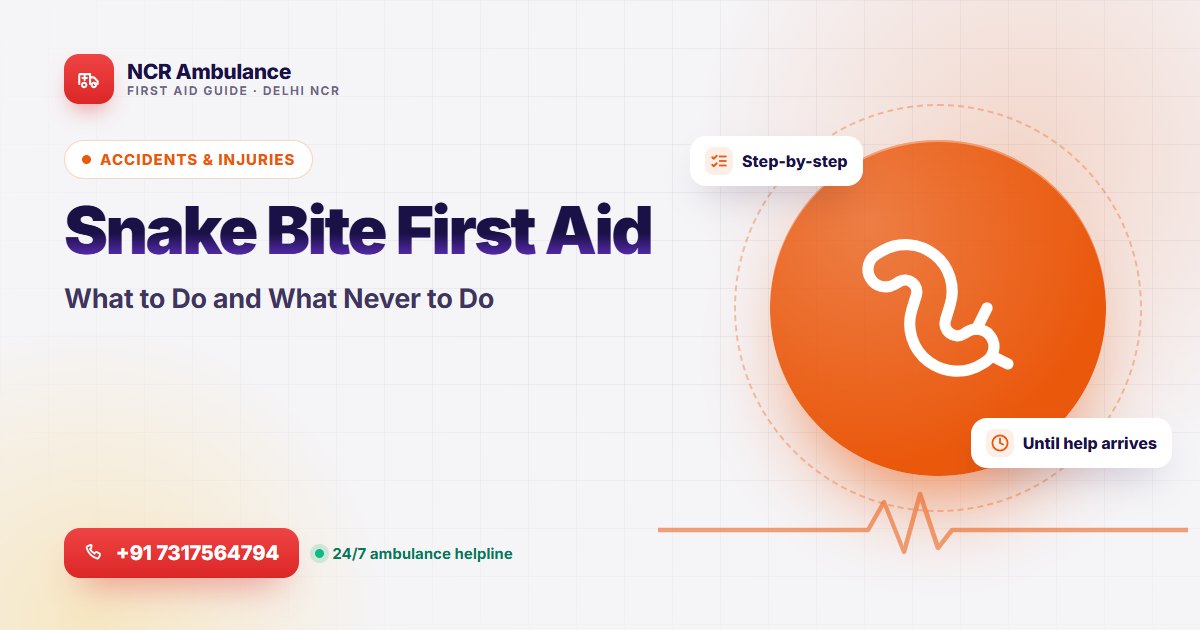 NCR Ambulance
FIRST AID GUIDE · DELHI NCR
ACCIDENTS & INJURIES
Snake Bite First Aid
What to Do and What Never to Do
Step-by-step
Until help arrives
+91 7317564794
24/7 ambulance helpline